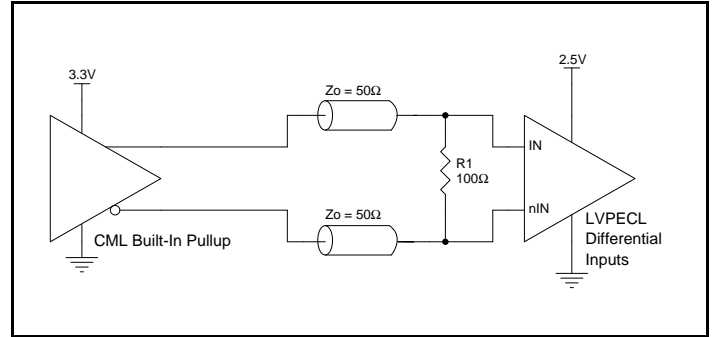 3.3V
2.5V
Zo = 50Ω
IN
R1
100Ω
Zo = 50Ω
nIN
CML Built-In Pullup
LVPECL
Differential
Inputs